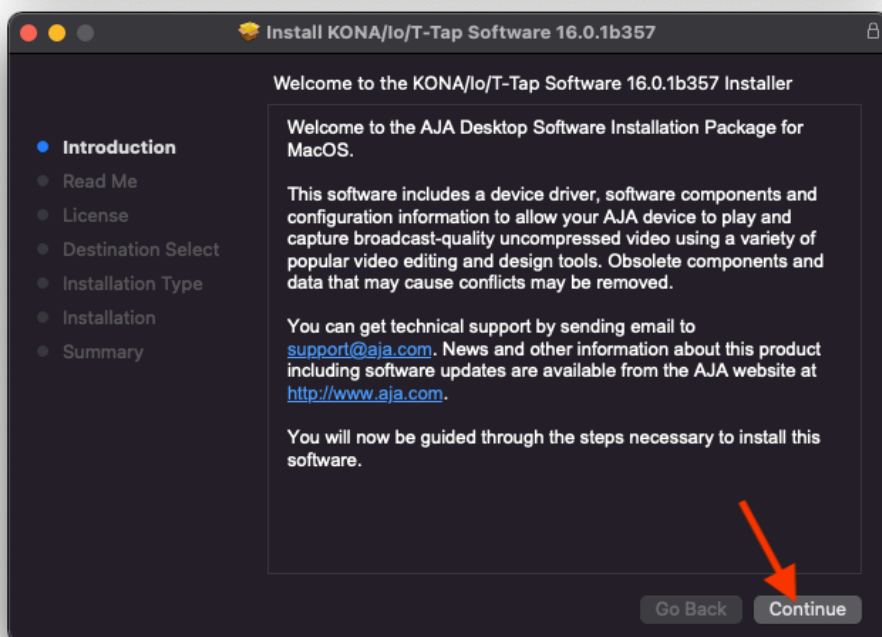 Install KONA/Io/T-Tap Software 16.0.1b357
Welcome to the KONA/Io/T-Tap Software 16.0.1b357 Installer
Introduction
Read Me
License
Destination Select
Installation Type
Installation
Summary
Welcome to the AJA Desktop Software Installation Package for
MacOS.
This software includes a device driver, software components and
configuration information to allow your AJA device to play and
capture broadcast-quality uncompressed video using a variety of
popular video editing and design tools. Obsolete components and
data that may cause conflicts may be removed.
You can get technical support by sending email to
support@aja.com. News and other information about this product
including software updates are available from the AJA website at
http://www.aja.com.
You will now be guided through the steps necessary to install this
software.
Go Back
Continue